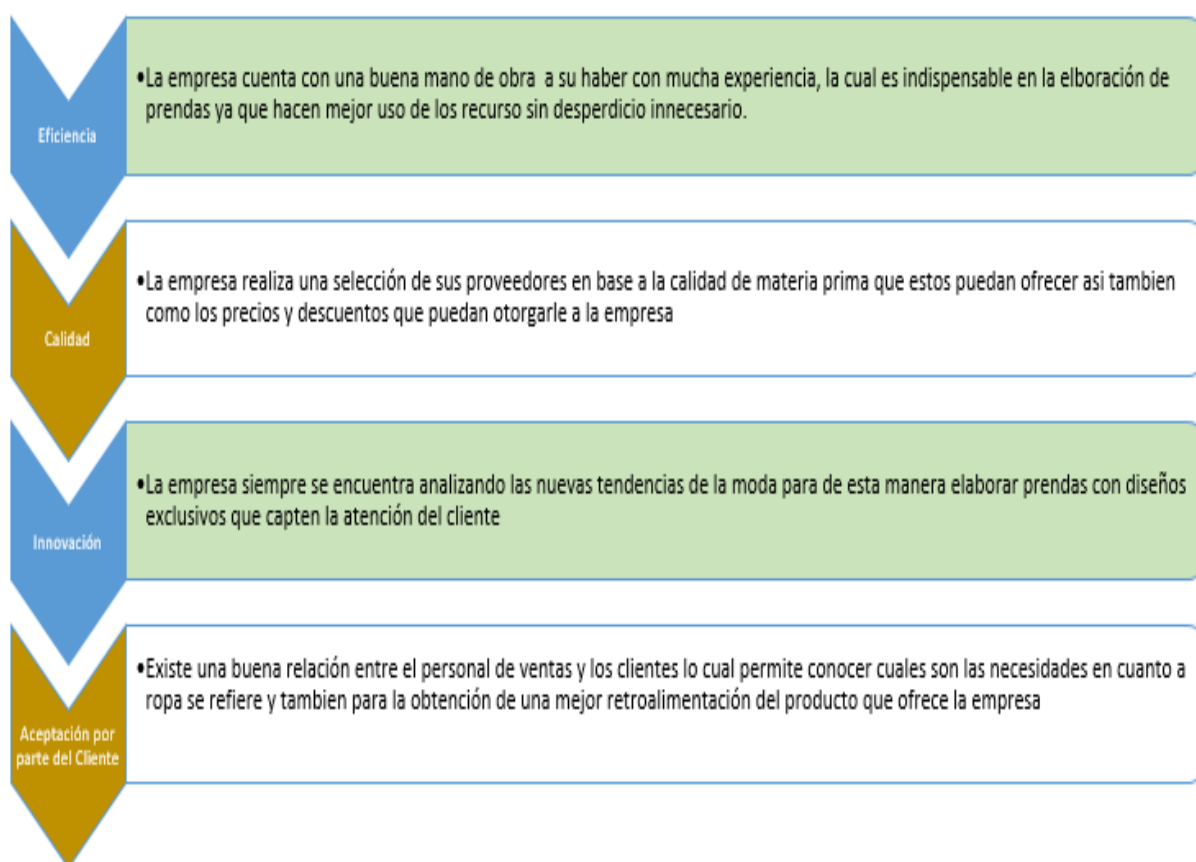 Eficiencia
•La empresa cuenta con una buena mano de obra a su haber con mucha experiencia, la cual es indispensable en la elboración de
prendas ya que hacen mejor uso de los recurso sin desperdicio innecesario.
Calidad
•La empresa realiza una selección de sus proveedores en base a la calidad de materia prima que estos puedan ofrecer asi tambien
como los precios y descuentos que puedan otorgarle a la empresa
Innovación
•La empresa siempre se encuentra analizando las nuevas tendencias de la moda para de esta manera elaborar prendas con diseños
exclusivos que capten la atención del cliente
Aceptación por
parte del Cliente
•Existe una buena relación entre el personal de ventas y los clientes lo cual permite conocer cuales son las necesidades en cuanto a
ropa se refiere y tambien para la obtención de una mejor retroalimentación del producto que ofrece la empresa